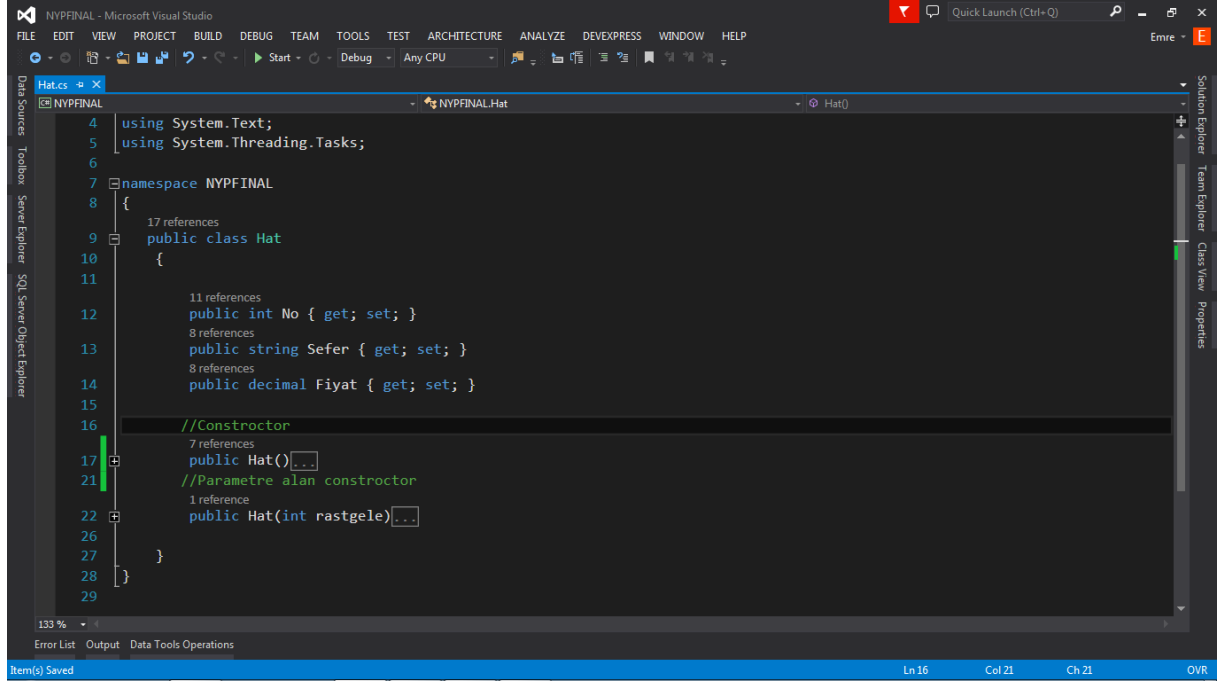 NYPFINAL - Microsoft Visual Studio
Quick Launch (Ctrl+Q)
FILE EDIT VIEW PROJECT BUILD DEBUG TEAM TOOLS TEST ARCHITECTURE ANALYZE DEVEXPRESS WINDOW HELP
Emre E
Start Debug Any CPU
Hat.cs
NYPFINAL NYPFINAL.Hat Hat()
4 using System.Text;
5 using System.Threading.Tasks;
6
7 namespace NYPFINAL
8 {
17 references
9 public class Hat
10 {
11
11 references
12 public int No { get; set; }
8 references
13 public string Sefer { get; set; }
8 references
14 public decimal Fiyat { get; set; }
15
16 //Constroctor
7 references
17 public Hat()...
21 //Parametre alan constroctor
1 reference
22 public Hat(int rastgele)...
26
27 }
28 }
29
133 %
Error List Output Data Tools Operations
Item(s) Saved Ln 16 Col 21 Ch 21 OVR
Data Sources
Toolbox
Server Explorer
SQL Server Object Explorer
Solution Explorer
Team Explorer
Class View
Properties